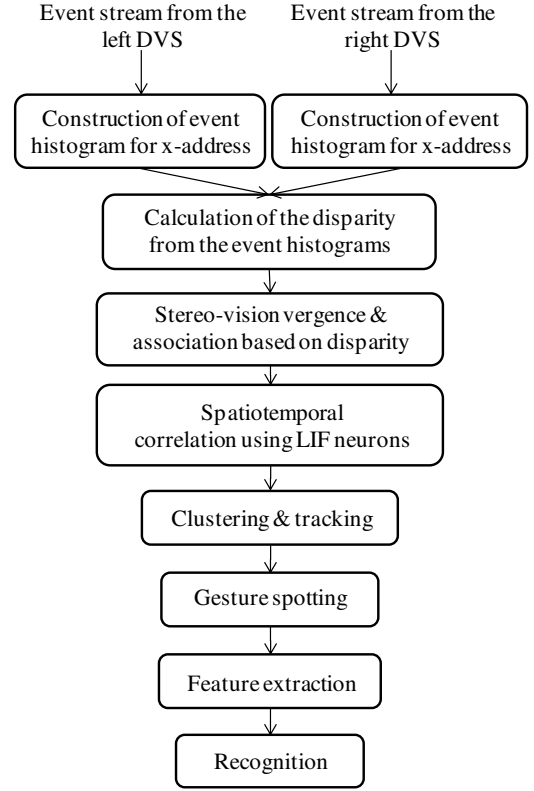 Event stream from the
left DVS
Event stream from the
right DVS
Construction of event
histogram for x-address
Construction of event
histogram for x-address
Calculation of the disparity
from the event histograms
Stereo-vision vergence &
association based on disparity
Spatiotemporal
correlation using LIF neurons
Clustering & tracking
Gesture spotting
Feature extraction
Recognition